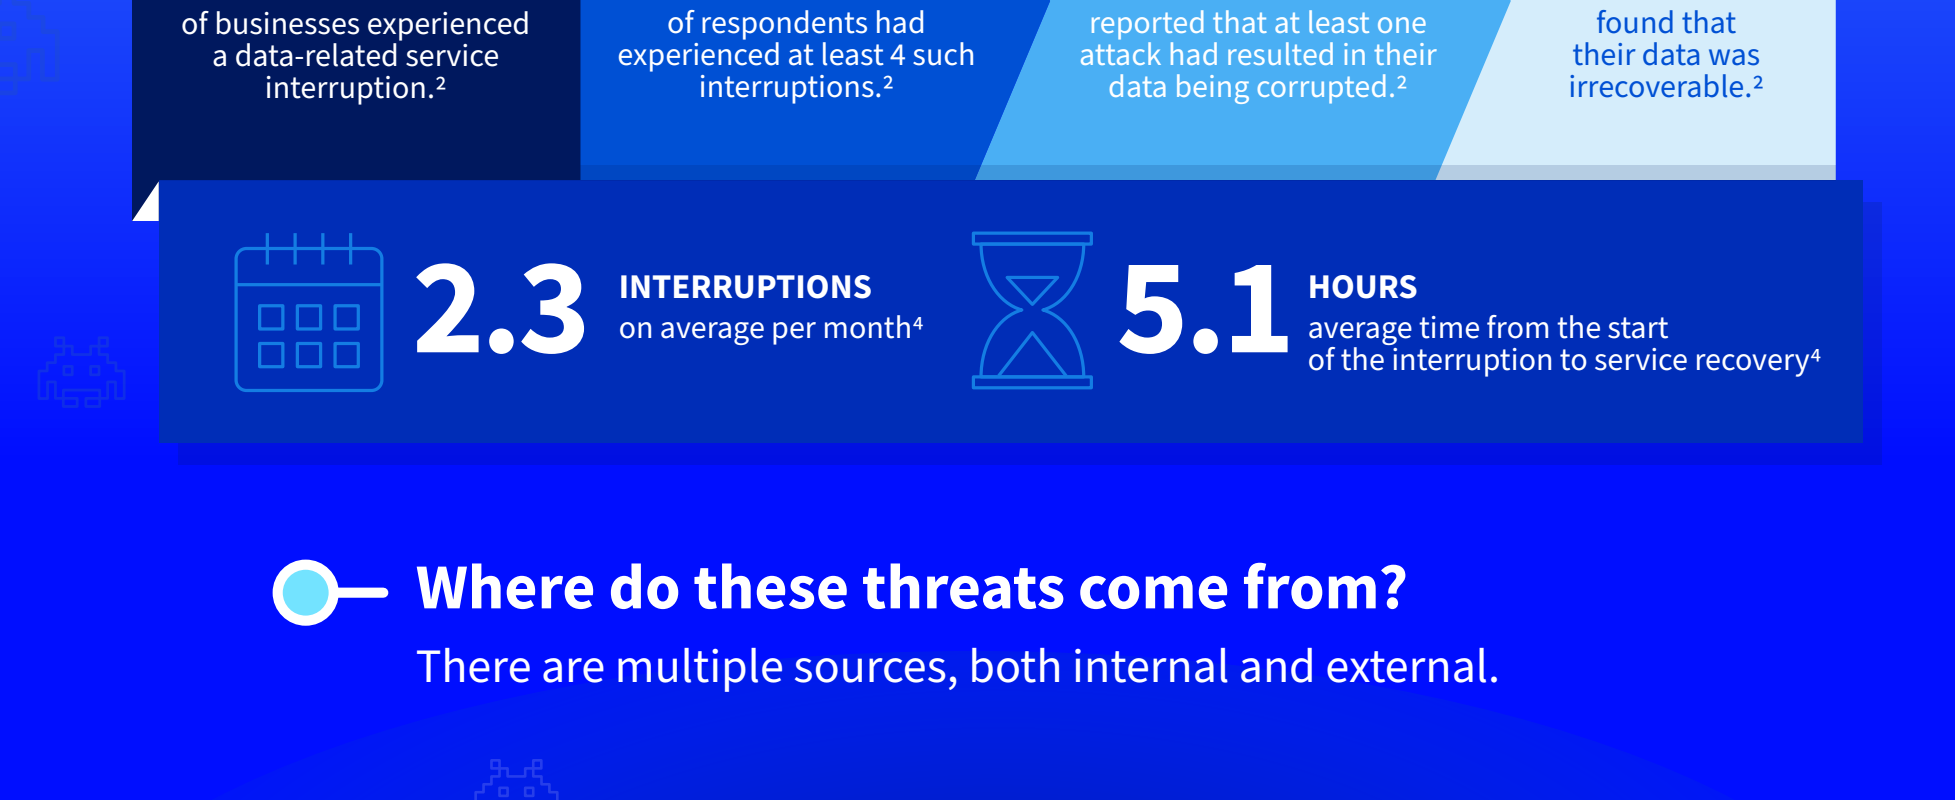 of businesses experienced
a data-related service
interruption.²
of respondents had
experienced at least 4 such
interruptions.²
reported that at least one
attack had resulted in their
data being corrupted.²
found that
their data was
irrecoverable.²
2.3
INTERRUPTIONS
on average per month⁴
5.1
HOURS
average time from the start
of the interruption to service recovery⁴
Where do these threats come from?
There are multiple sources, both internal and external.